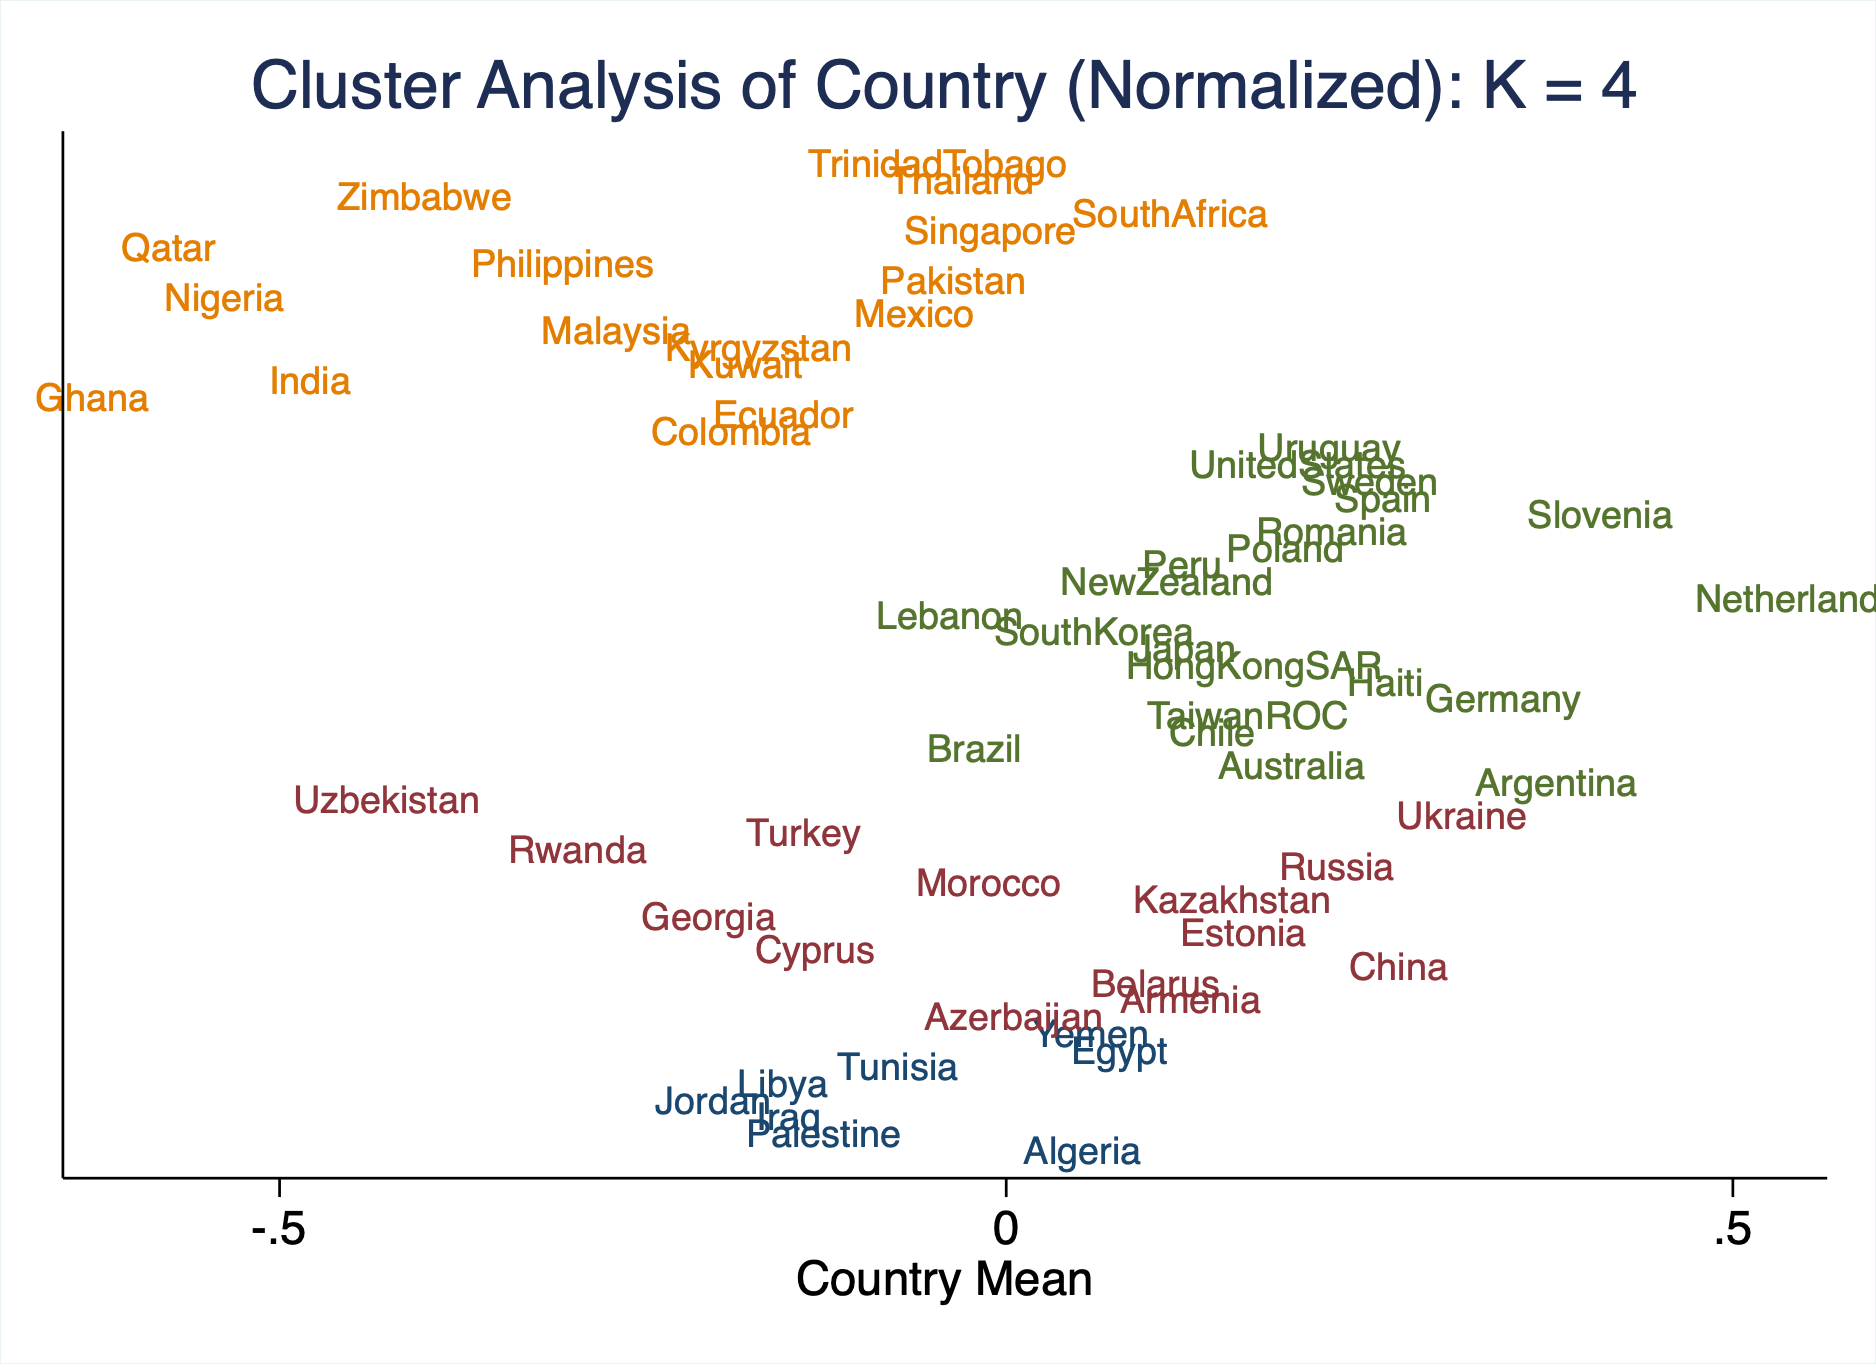 Cluster Analysis of Country (Normalized): K = 4
TrinidadTobago
Thailand
Zimbabwe
SouthAfrica
Singapore
Qatar
Philippines
Pakistan
Nigeria
Mexico
Malaysia
Kyrgyzstan
Kuwait
India
Ghana
Ecuador
Colombia
Uruguay
UnitedStates
Sweden
Spain
Slovenia
Romania
Poland
Peru
NewZealand
Netherland
Lebanon
SouthKorea
Japan
HongKongSAR
Haiti
Germany
TaiwanROC
Chile
Brazil
Australia
Argentina
Uzbekistan
Ukraine
Turkey
Rwanda
Russia
Morocco
Kazakhstan
Georgia
Estonia
Cyprus
China
Belarus
Armenia
Azerbaijan
Yemen
Egypt
Tunisia
Libya
Jordan
Iraq
Palestine
Algeria
-.5 0 .5
Country Mean